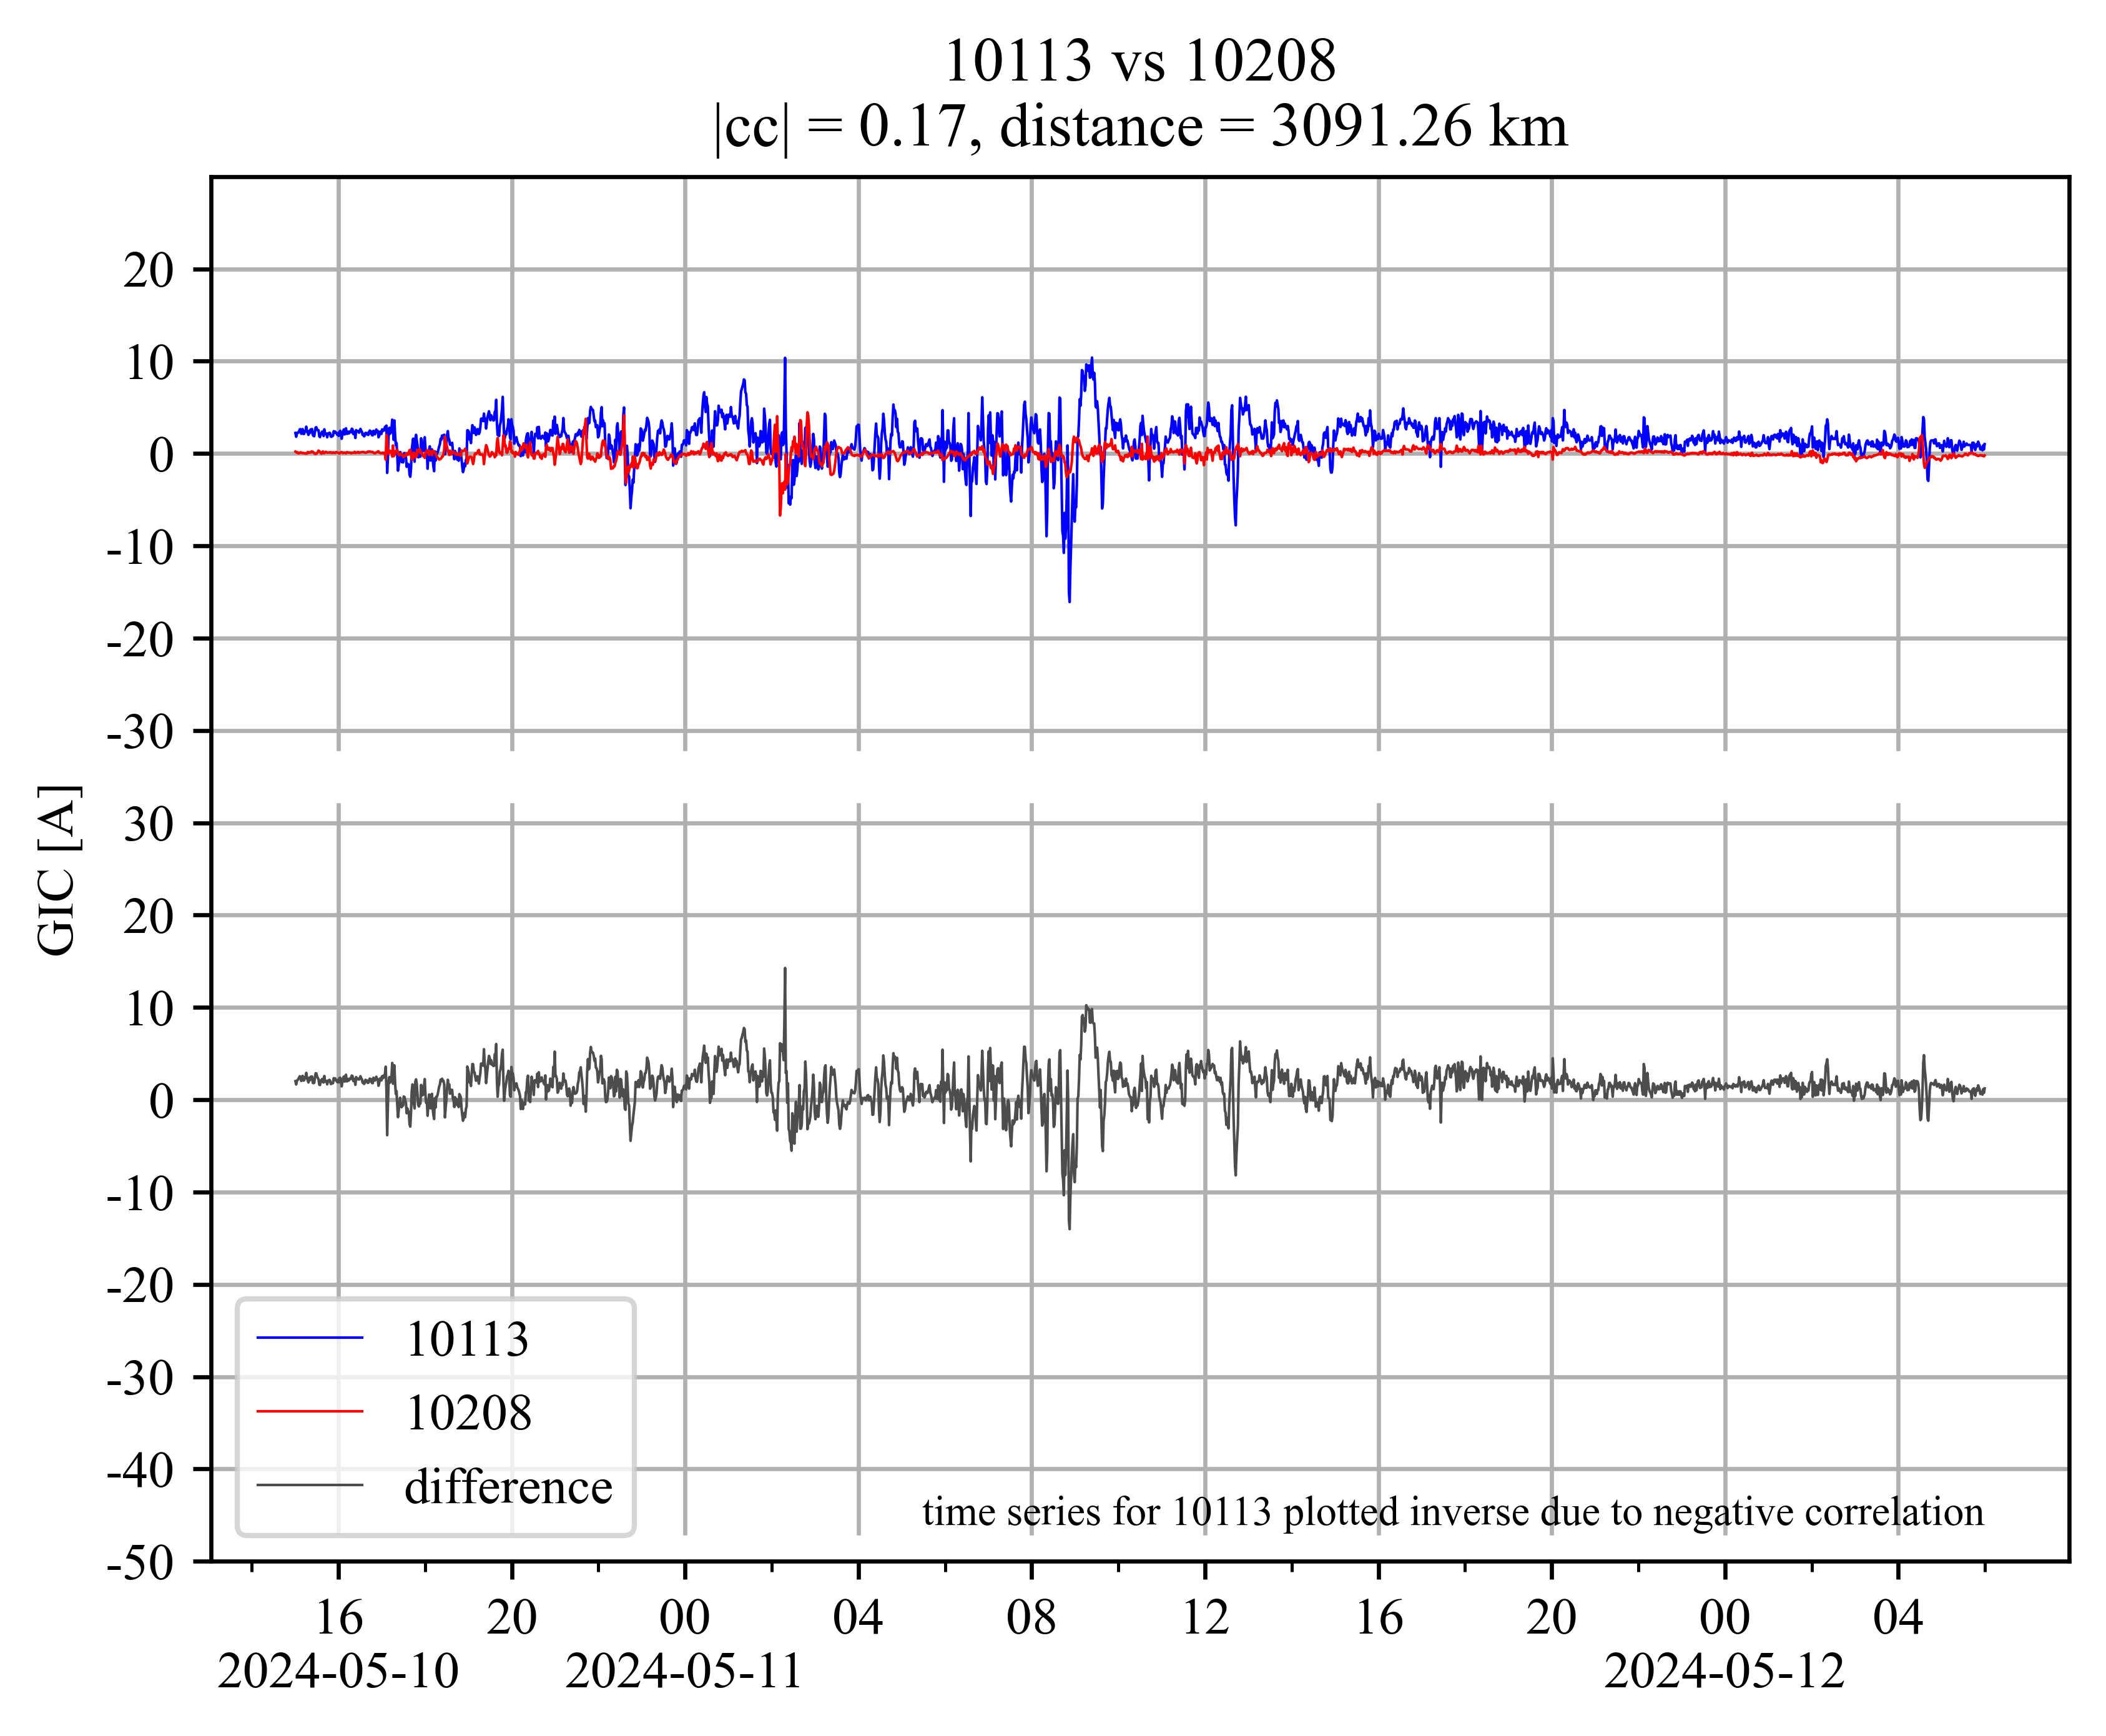 10113 vs 10208
|cc| = 0.17, distance = 3091.26 km
20
10
0
-10
-20
-30
30
20
10
0
-10
-20
-30
-40
-50
GIC [A]
10113
10208
difference
time series for 10113 plotted inverse due to negative correlation
16 20 00 04 08 12 16 20 00 04
2024-05-10 2024-05-11 2024-05-12